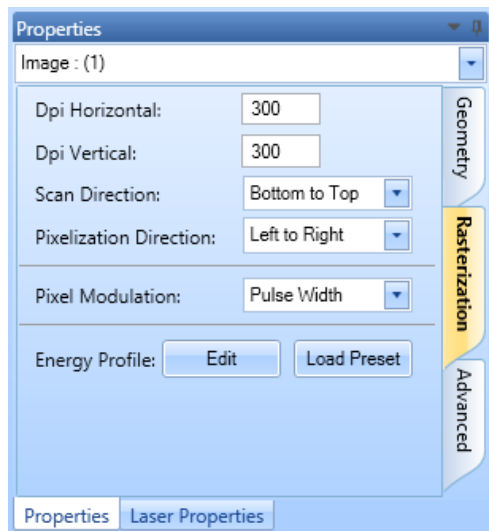 Properties
Image : (1)
Dpi Horizontal: 300
Dpi Vertical: 300
Scan Direction: Bottom to Top
Pixelization Direction: Left to Right
Pixel Modulation: Pulse Width
Energy Profile: Edit Load Preset
Geometry
Rasterization
Advanced
Properties Laser Properties